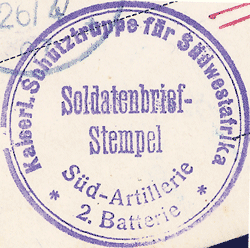 Kaiserl. Schutztruppe für Südwestafrika
Soldatenbrief-
Stempel
Süd-Artillerie
* 2. Batterie *